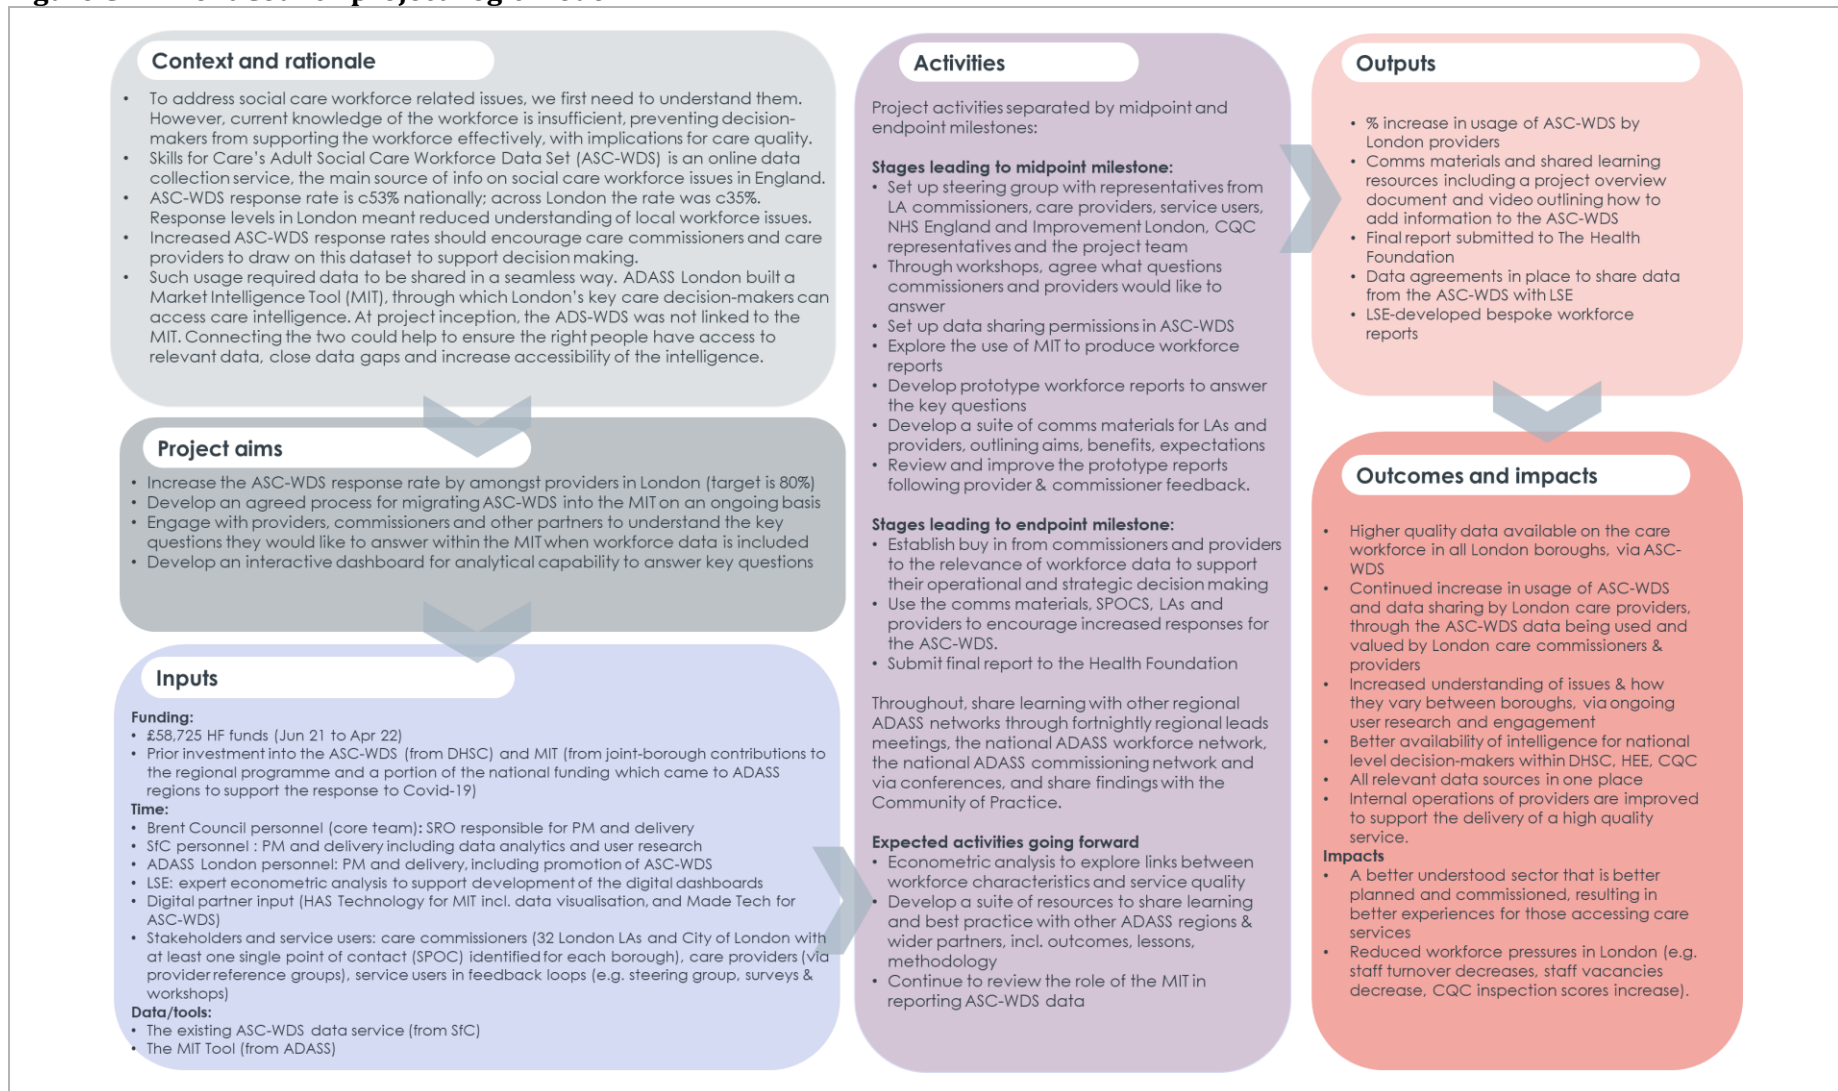 Context and rationale
• To address social care workforce related issues, we first need to understand them.
However, current knowledge of the workforce is insufficient, preventing decision-
makers from supporting the workforce effectively, with implications for care quality.
• Skills for Care's Adult Social Care Workforce Data Set (ASC-WDS) is an online data
collection service, the main source of info on social care workforce issues in England.
• ASC-WDS response rate is c53% nationally; across London the rate was c35%.
Response levels in London meant reduced understanding of local workforce issues.
• Increased ASC-WDS response rates should encourage care commissioners and care
providers to draw on this dataset to support decision making.
• Such usage required data to be shared in a seamless way. ADASS London built a
Market Intelligence Tool (MIT), through which London's key care decision-makers can
access care intelligence. At project inception, the ADS-WDS was not linked to the
MIT. Connecting the two could help to ensure the right people have access to
relevant data, close data gaps and increase accessibility of the intelligence.
Project aims
• Increase the ASC-WDS response rate by amongst providers in London (target is 80%)
• Develop an agreed process for migrating ASC-WDS into the MIT on an ongoing basis
• Engage with providers, commissioners and other partners to understand the key
questions they would like to answer within the MIT when workforce data is included
• Develop an interactive dashboard for analytical capability to answer key questions
Inputs
Funding:
• £58,725 HF funds (Jun 21 to Apr 22)
• Prior investment into the ASC-WDS (from DHSC) and MIT (from joint-borough contributions to
the regional programme and a portion of the national funding which came to ADASS
regions to support the response to Covid-19)
Time:
• Brent Council personnel (core team): SRO responsible for PM and delivery
• SfC personnel : PM and delivery including data analytics and user research
• ADASS London personnel: PM and delivery, including promotion of ASC-WDS
• LSE: expert econometric analysis to support development of the digital dashboards
• Digital partner input (HAS Technology for MIT incl. data visualisation, and Made Tech for
ASC-WDS)
• Stakeholders and service users: care commissioners (32 London LAs and City of London with
at least one single point of contact (SPOC) identified for each borough), care providers (via
provider reference groups), service users in feedback loops (e.g. steering group, surveys &
workshops)
Data/tools:
• The existing ASC-WDS data service (from SfC)
• The MIT Tool (from ADASS)
Activities
Project activities separated by midpoint and
endpoint milestones:
Stages leading to midpoint milestone:
• Set up steering group with representatives from
LA commissioners, care providers, service users,
NHS England and Improvement London, CQC
representatives and the project team
• Through workshops, agree what questions
commissioners and providers would like to
answer
• Set up data sharing permissions in ASC-WDS
• Explore the use of MIT to produce workforce
reports
• Develop prototype workforce reports to answer
the key questions
• Develop a suite of comms materials for LAs and
providers, outlining aims, benefits, expectations
• Review and improve the prototype reports
following provider & commissioner feedback.
Stages leading to endpoint milestone:
• Establish buy in from commissioners and providers
to the relevance of workforce data to support
their operational and strategic decision making
• Use the comms materials, SPOCS, LAs and
providers to encourage increased responses for
the ASC-WDS.
• Submit final report to the Health Foundation
Throughout, share learning with other regional
ADASS networks through fortnightly regional leads
meetings, the national ADASS workforce network,
the national ADASS commissioning network and
via conferences, and share findings with the
Community of Practice.
Expected activities going forward
• Econometric analysis to explore links between
workforce characteristics and service quality
• Develop a suite of resources to share learning
and best practice with other ADASS regions &
wider partners, incl. outcomes, lessons,
methodology
• Continue to review the role of the MIT in
reporting ASC-WDS data
Outputs
• % increase in usage of ASC-WDS by
London providers
• Comms materials and shared learning
resources including a project overview
document and video outlining how to
add information to the ASC-WDS
• Final report submitted to The Health
Foundation
• Data agreements in place to share data
from the ASC-WDS with LSE
• LSE-developed bespoke workforce
reports
Outcomes and impacts
• Higher quality data available on the care
workforce in all London boroughs, via ASC-
WDS
• Continued increase in usage of ASC-WDS
and data sharing by London care providers,
through the ASC-WDS data being used and
valued by London care commissioners &
providers
• Increased understanding of issues & how
they vary between boroughs, via ongoing
user research and engagement
• Better availability of intelligence for national
level decision-makers within DHSC, HEE, CQC
• All relevant data sources in one place
• Internal operations of providers are improved
to support the delivery of a high quality
service.
Impacts
• A better understood sector that is better
planned and commissioned, resulting in
better experiences for those accessing care
services
• Reduced workforce pressures in London (e.g.
staff turnover decreases, staff vacancies
decrease, CQC inspection scores increase).